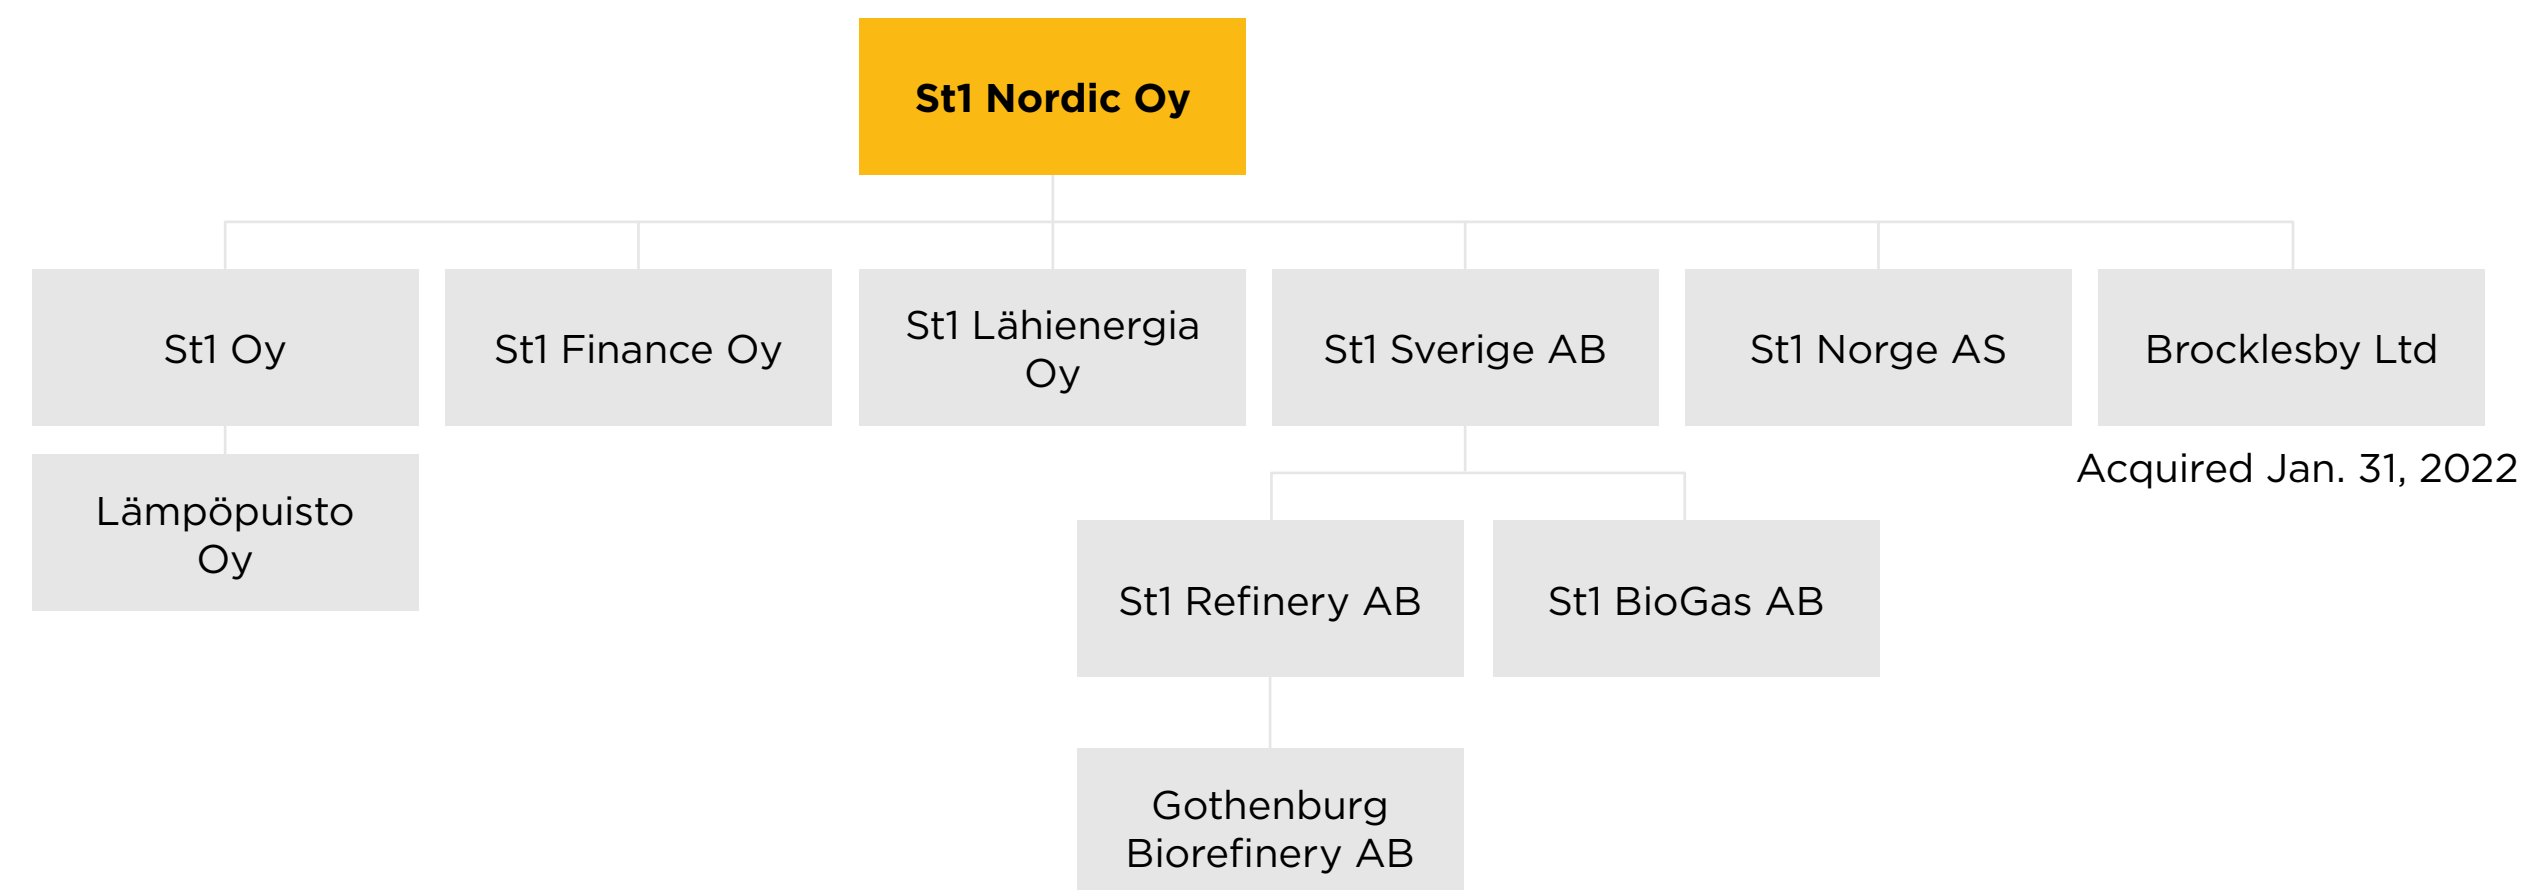 St1 Nordic Oy
St1 Oy
St1 Finance Oy
St1 Lähienergia
Oy
St1 Sverige AB
St1 Norge AS
Brocklesby Ltd
Acquired Jan. 31, 2022
Lämpöpuisto
Oy
St1 Refinery AB
St1 BioGas AB
Gothenburg
Biorefinery AB